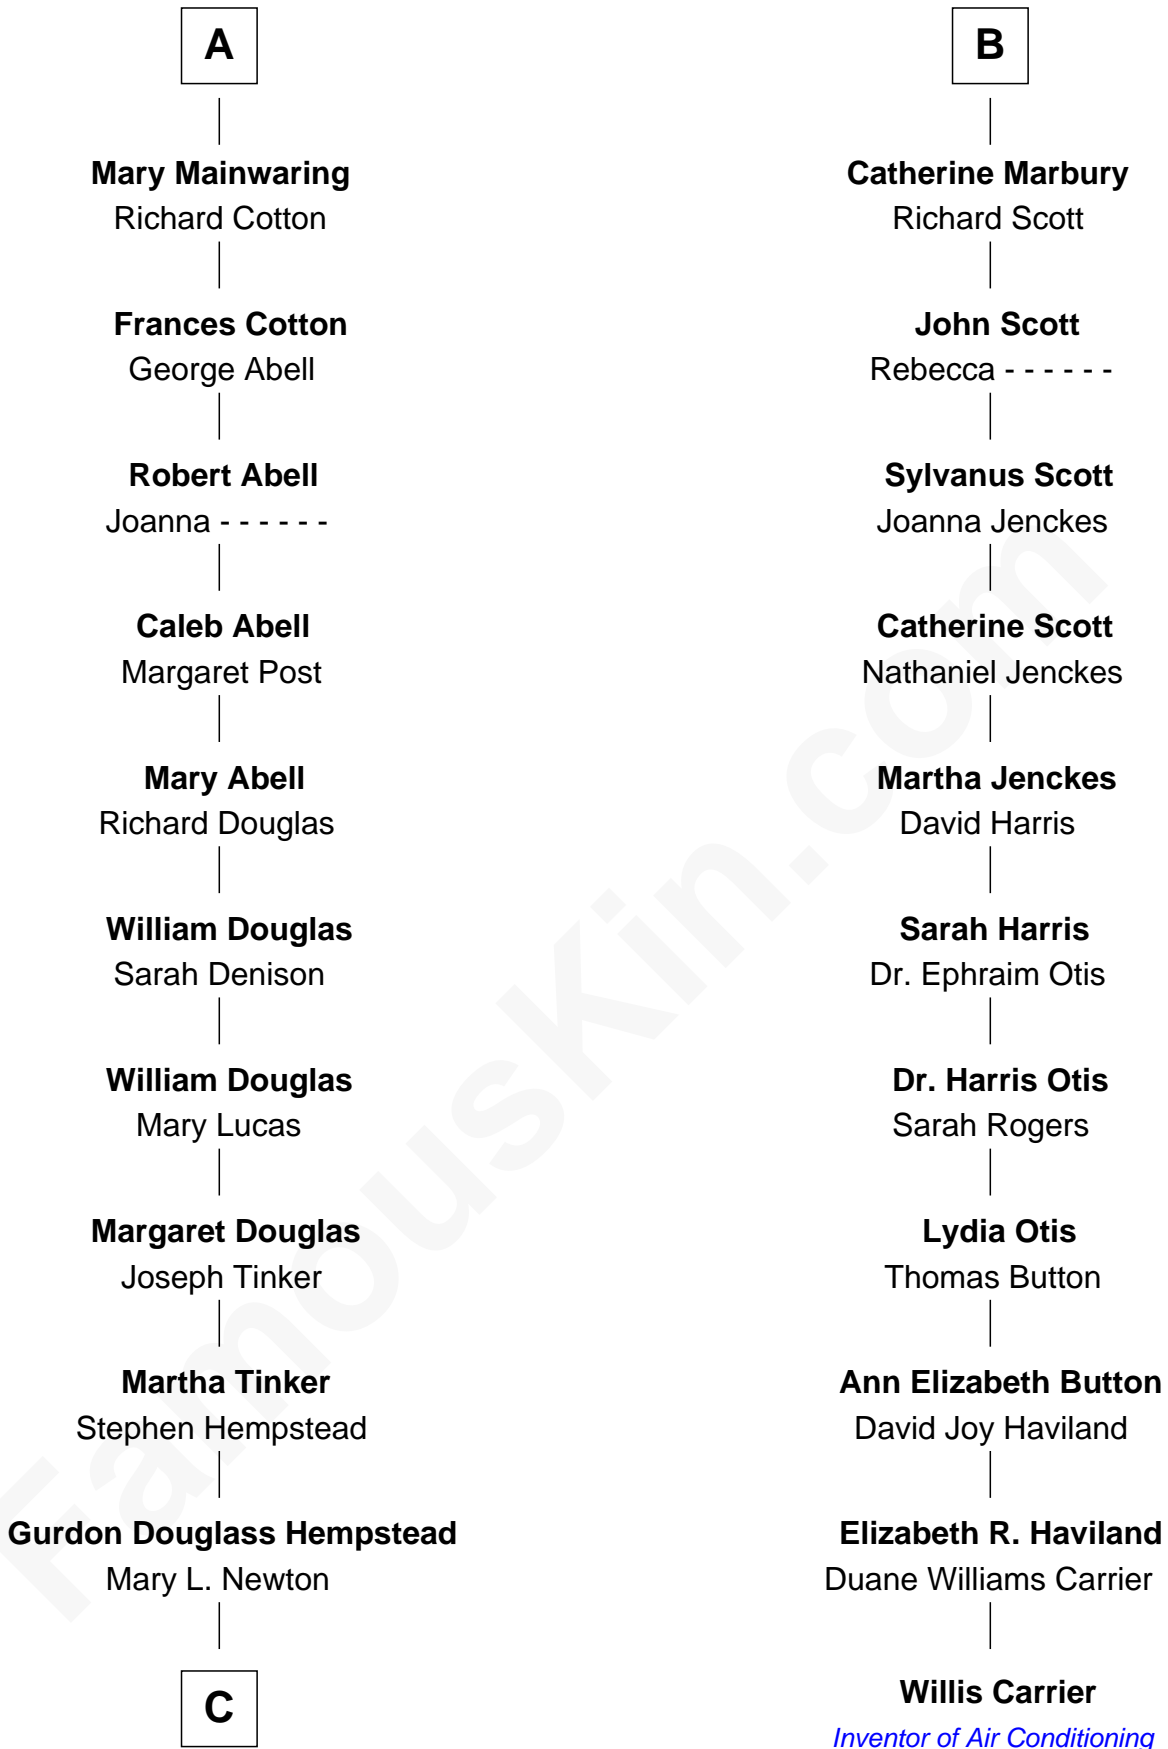 A
Mary Mainwaring
Richard Cotton
Frances Cotton
George Abell
Robert Abell
Joanna - - - - - -
Caleb Abell
Margaret Post
Mary Abell
Richard Douglas
William Douglas
Sarah Denison
William Douglas
Mary Lucas
Margaret Douglas
Joseph Tinker
Martha Tinker
Stephen Hempstead
Gurdon Douglass Hempstead
Mary L. Newton
C
B
Catherine Marbury
Richard Scott
John Scott
Rebecca - - - - - -
Sylvanus Scott
Joanna Jenckes
Catherine Scott
Nathaniel Jenckes
Martha Jenckes
David Harris
Sarah Harris
Dr. Ephraim Otis
Dr. Harris Otis
Sarah Rogers
Lydia Otis
Thomas Button
Ann Elizabeth Button
David Joy Haviland
Elizabeth R. Haviland
Duane Williams Carrier
Willis Carrier
Inventor of Air Conditioning
FamousKin.com